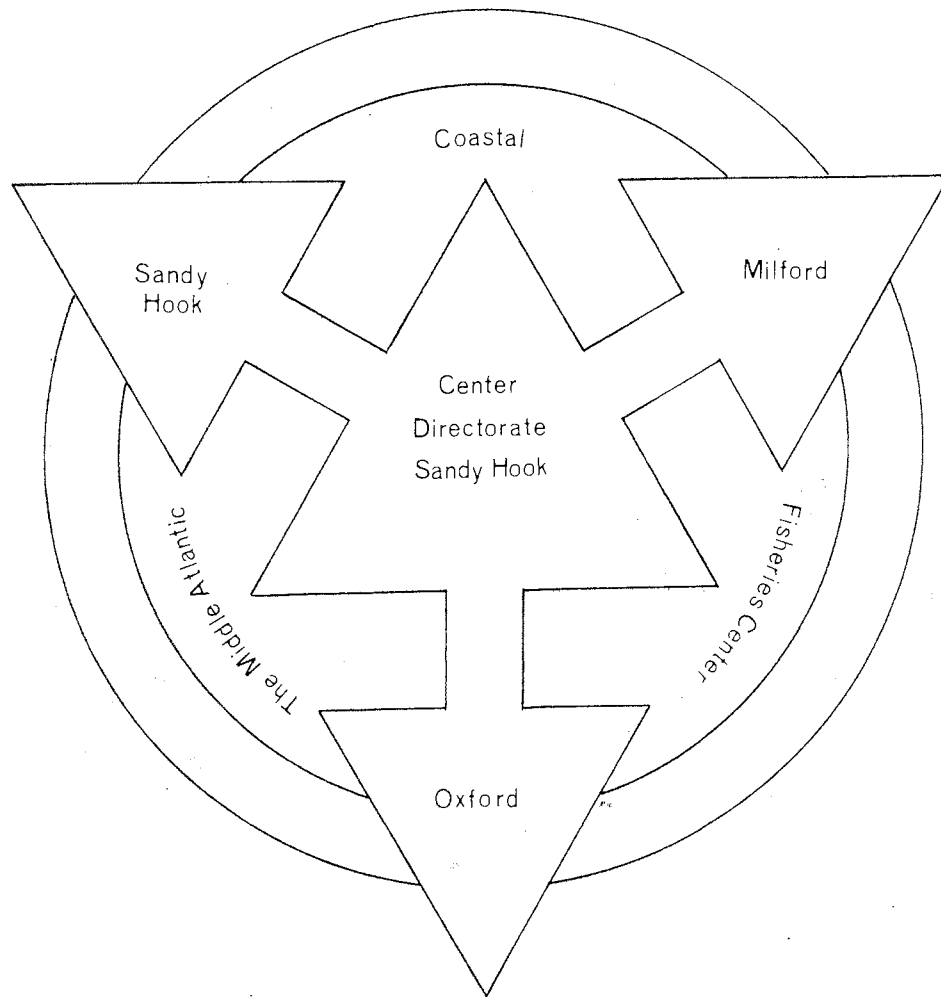 Coastal
Sandy
Hook
Milford
Center
Directorate
Sandy Hook
The Middle Atlantic
Fisheries Center
Oxford